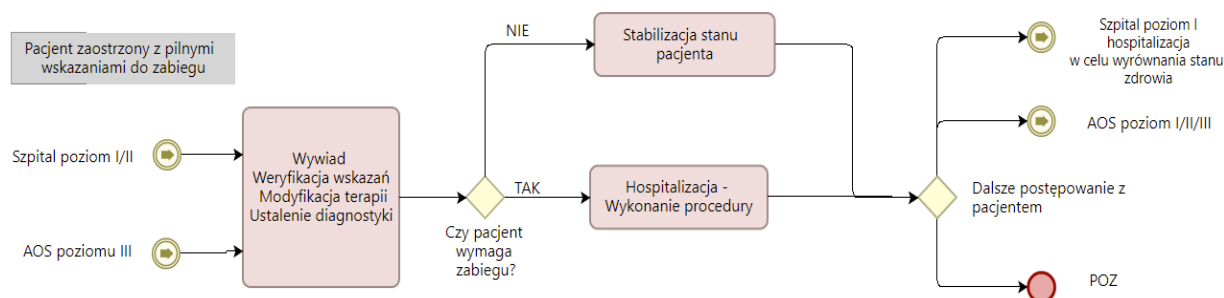 Pacjent zaostrzony z pilnymi
wskazaniami do zabiegu
Szpital poziom I/II
AOS poziomu III
Wywiad
Weryfikacja wskazań
Modyfikacja terapii
Ustalenie diagnostyki
NIE
TAK
Czy pacjent
wymaga
zabiegu?
Stabilizacja stanu
pacjenta
Hospitalizacja -
Wykonanie procedury
Dalsze postępowanie z
pacjentem
Szpital poziom I
hospitalizacja
w celu wyrównania stanu
zdrowia
AOS poziom I/II/III
POZ